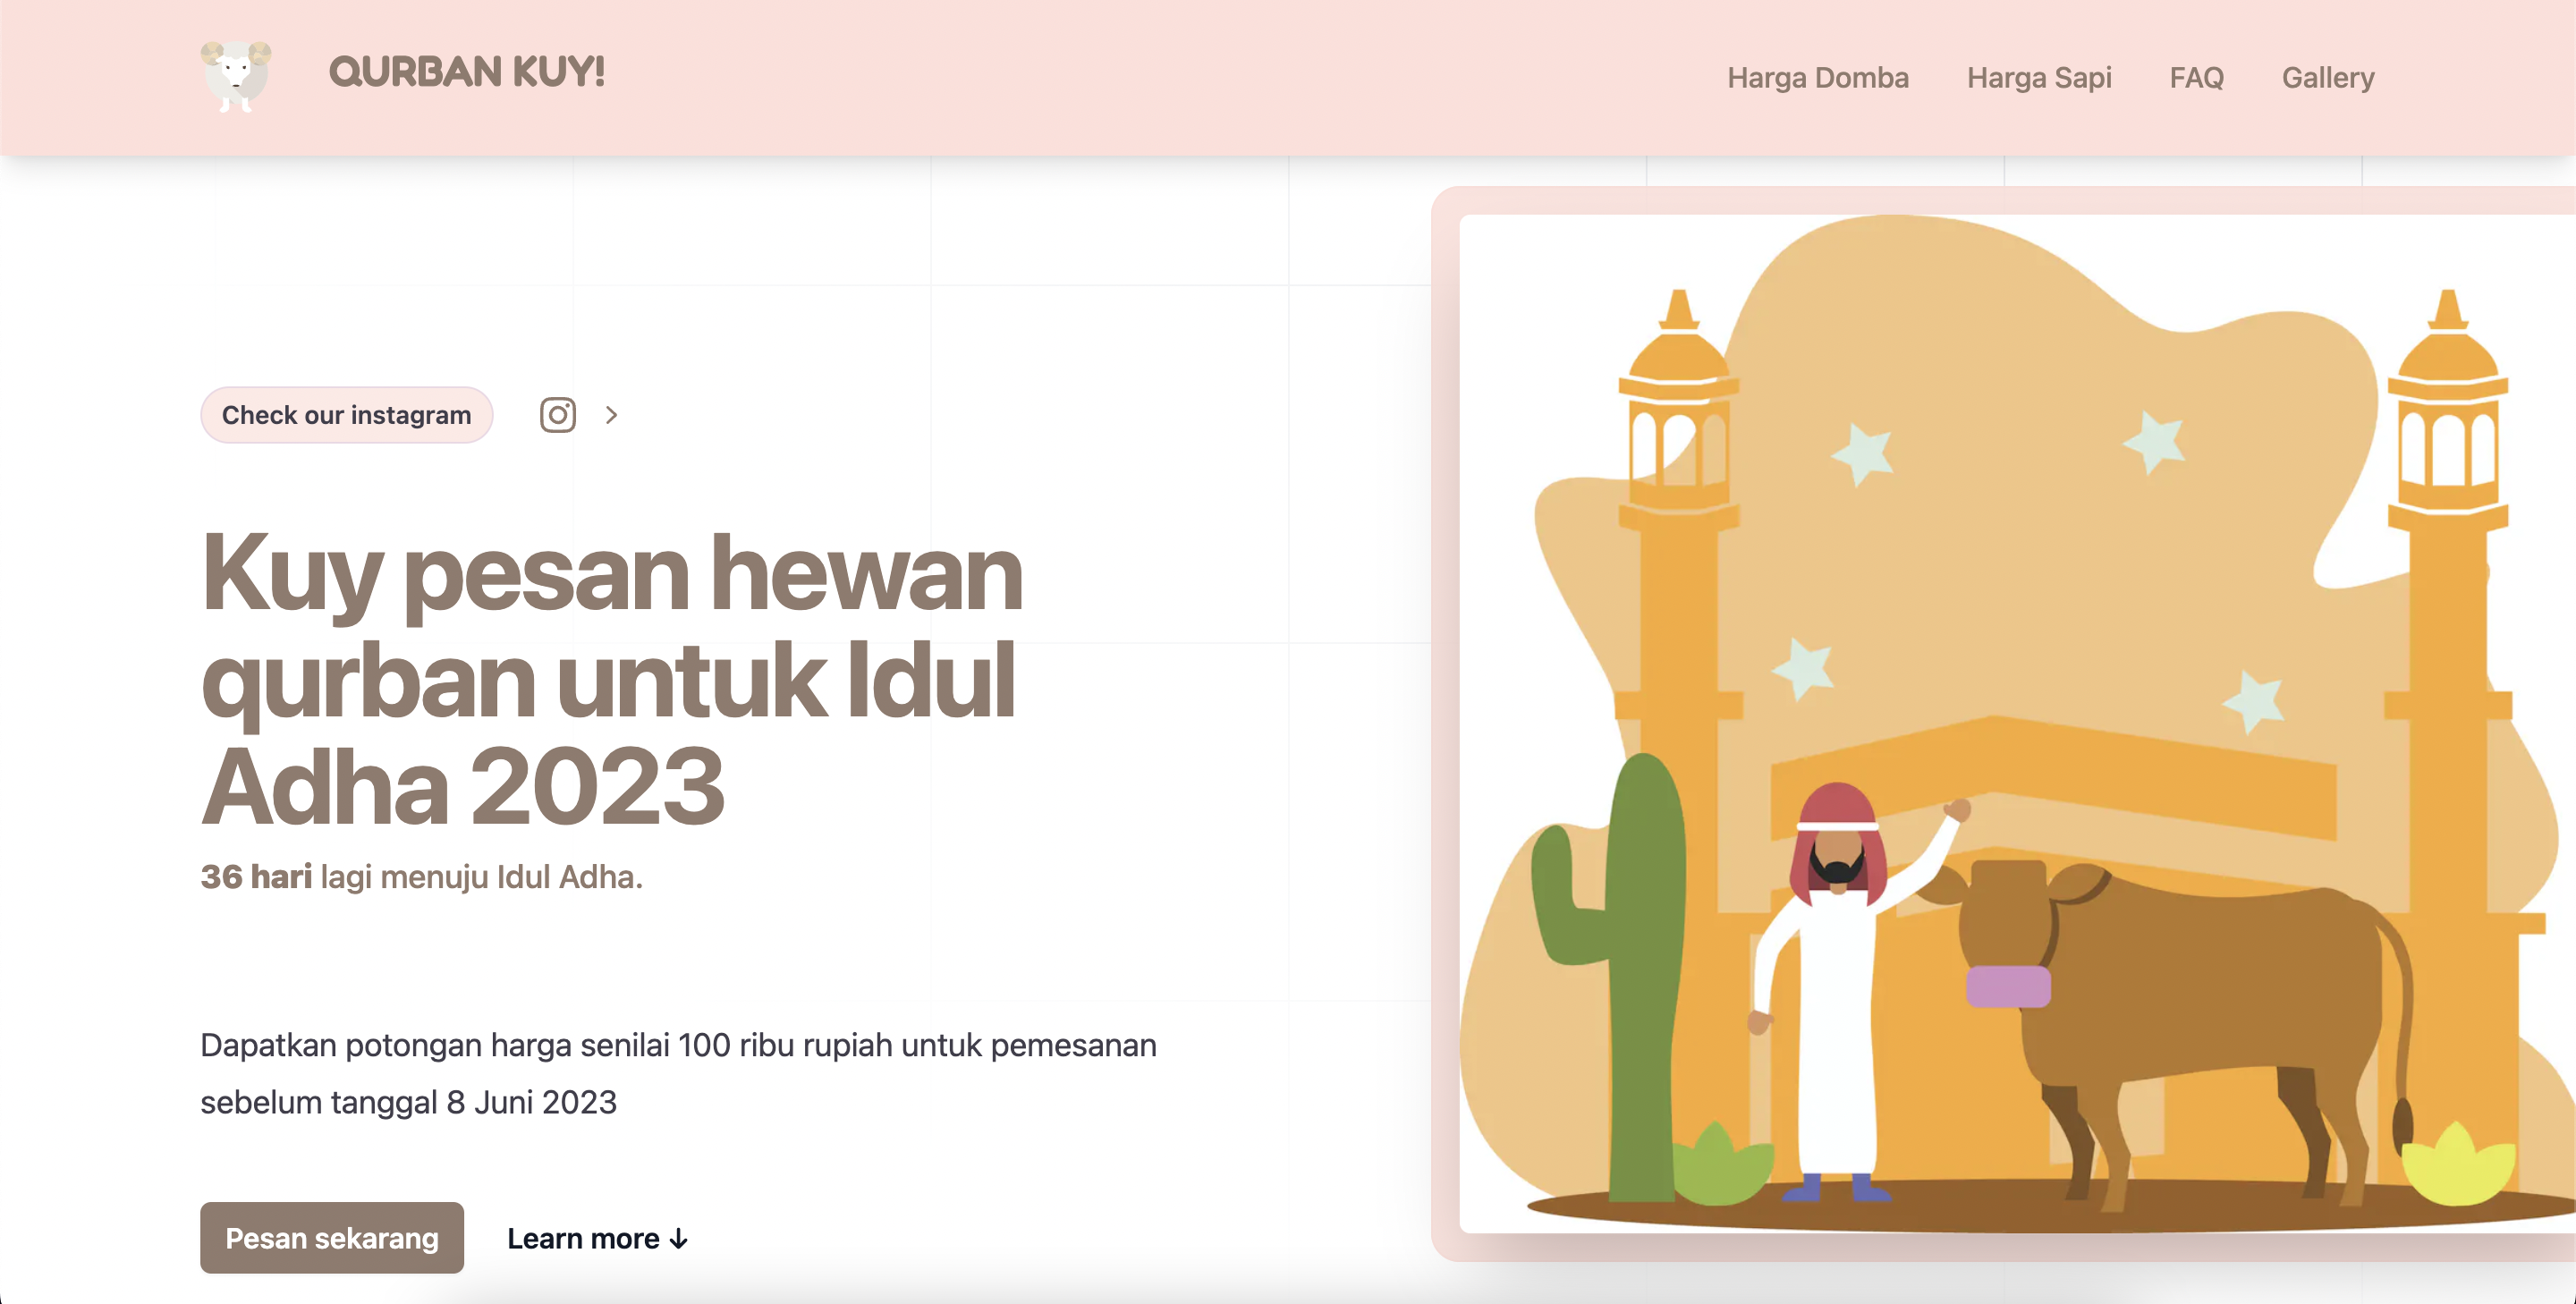 QURBAN KUY!
Harga Domba
Harga Sapi
FAQ
Gallery
Check our instagram
Kuy pesan hewan
qurban untuk Idul
Adha 2023
36 hari lagi menuju Idul Adha.
Dapatkan potongan harga senilai 100 ribu rupiah untuk pemesanan
sebelum tanggal 8 Juni 2023
Pesan sekarang
Learn more ↓